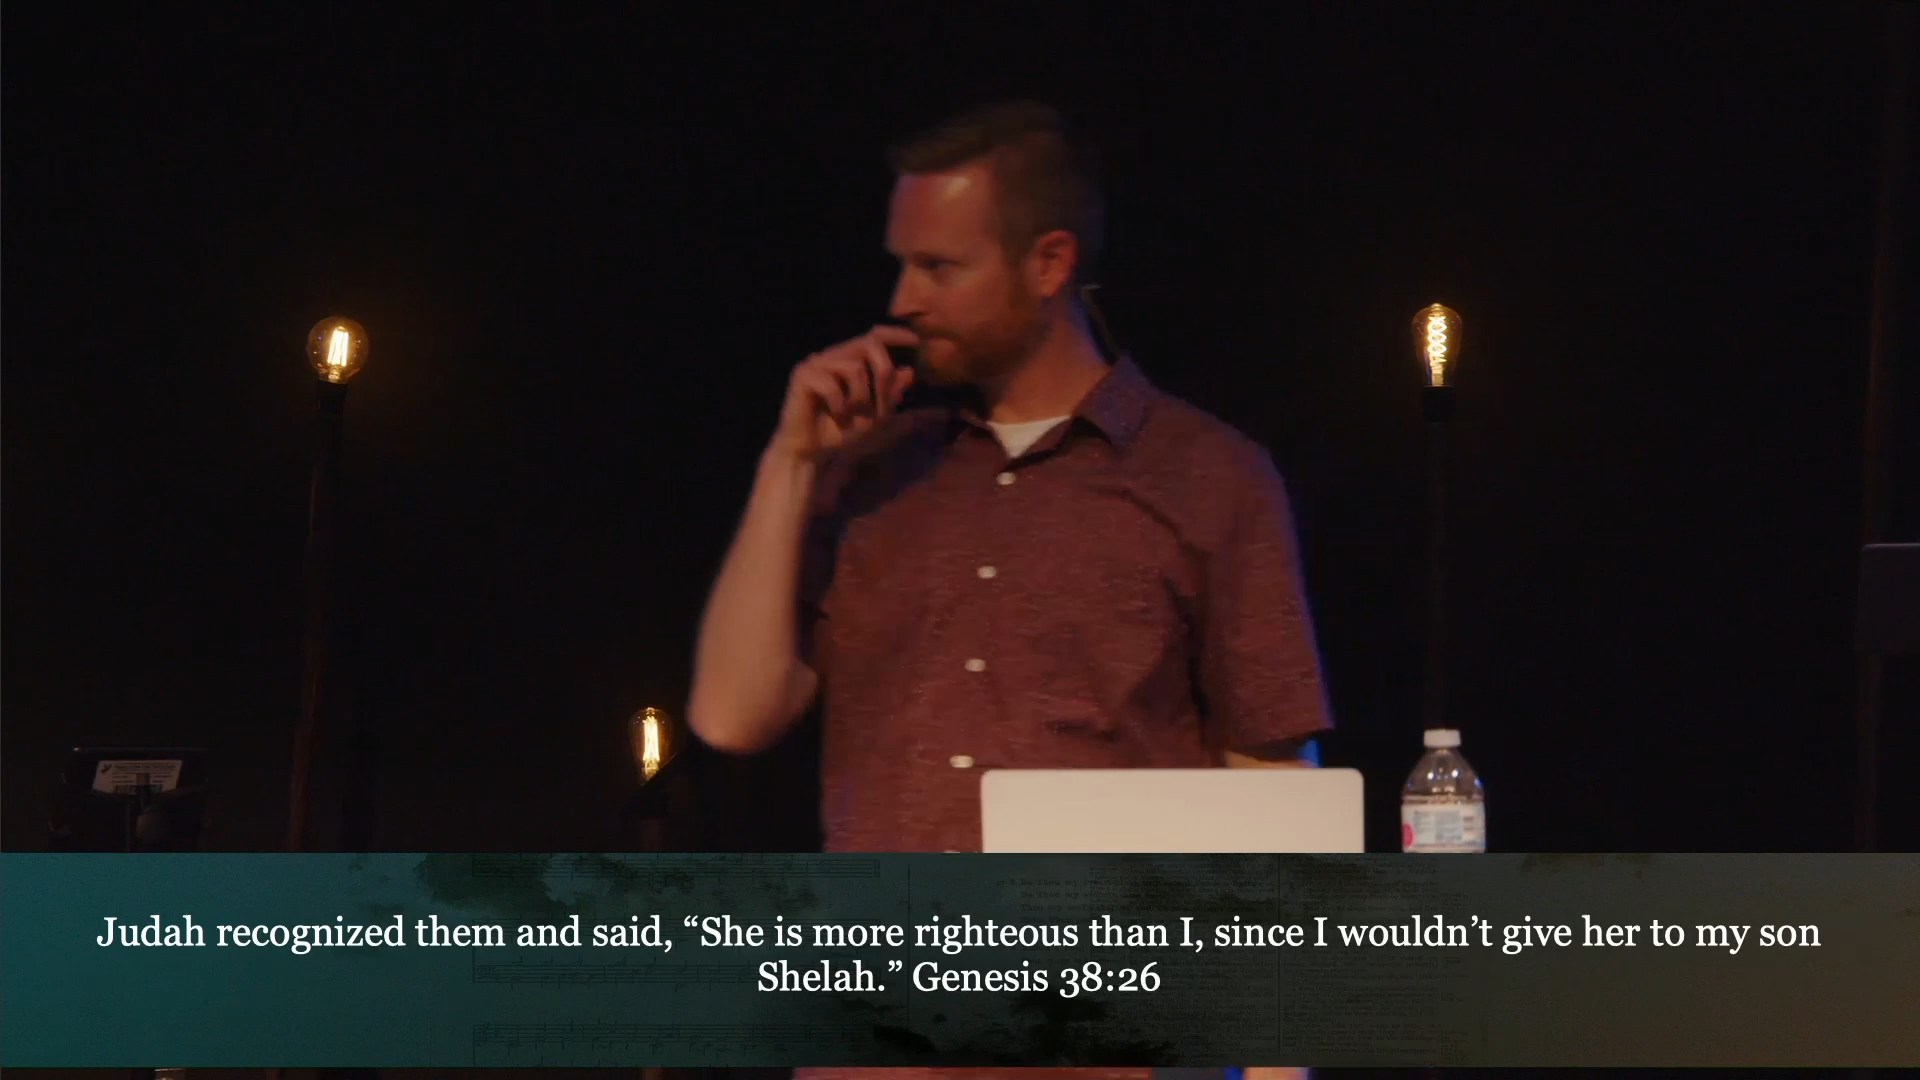 Judah recognized them and said, “She is more righteous than I, since I wouldn’t give her to my son
Shelah.” Genesis 38:26